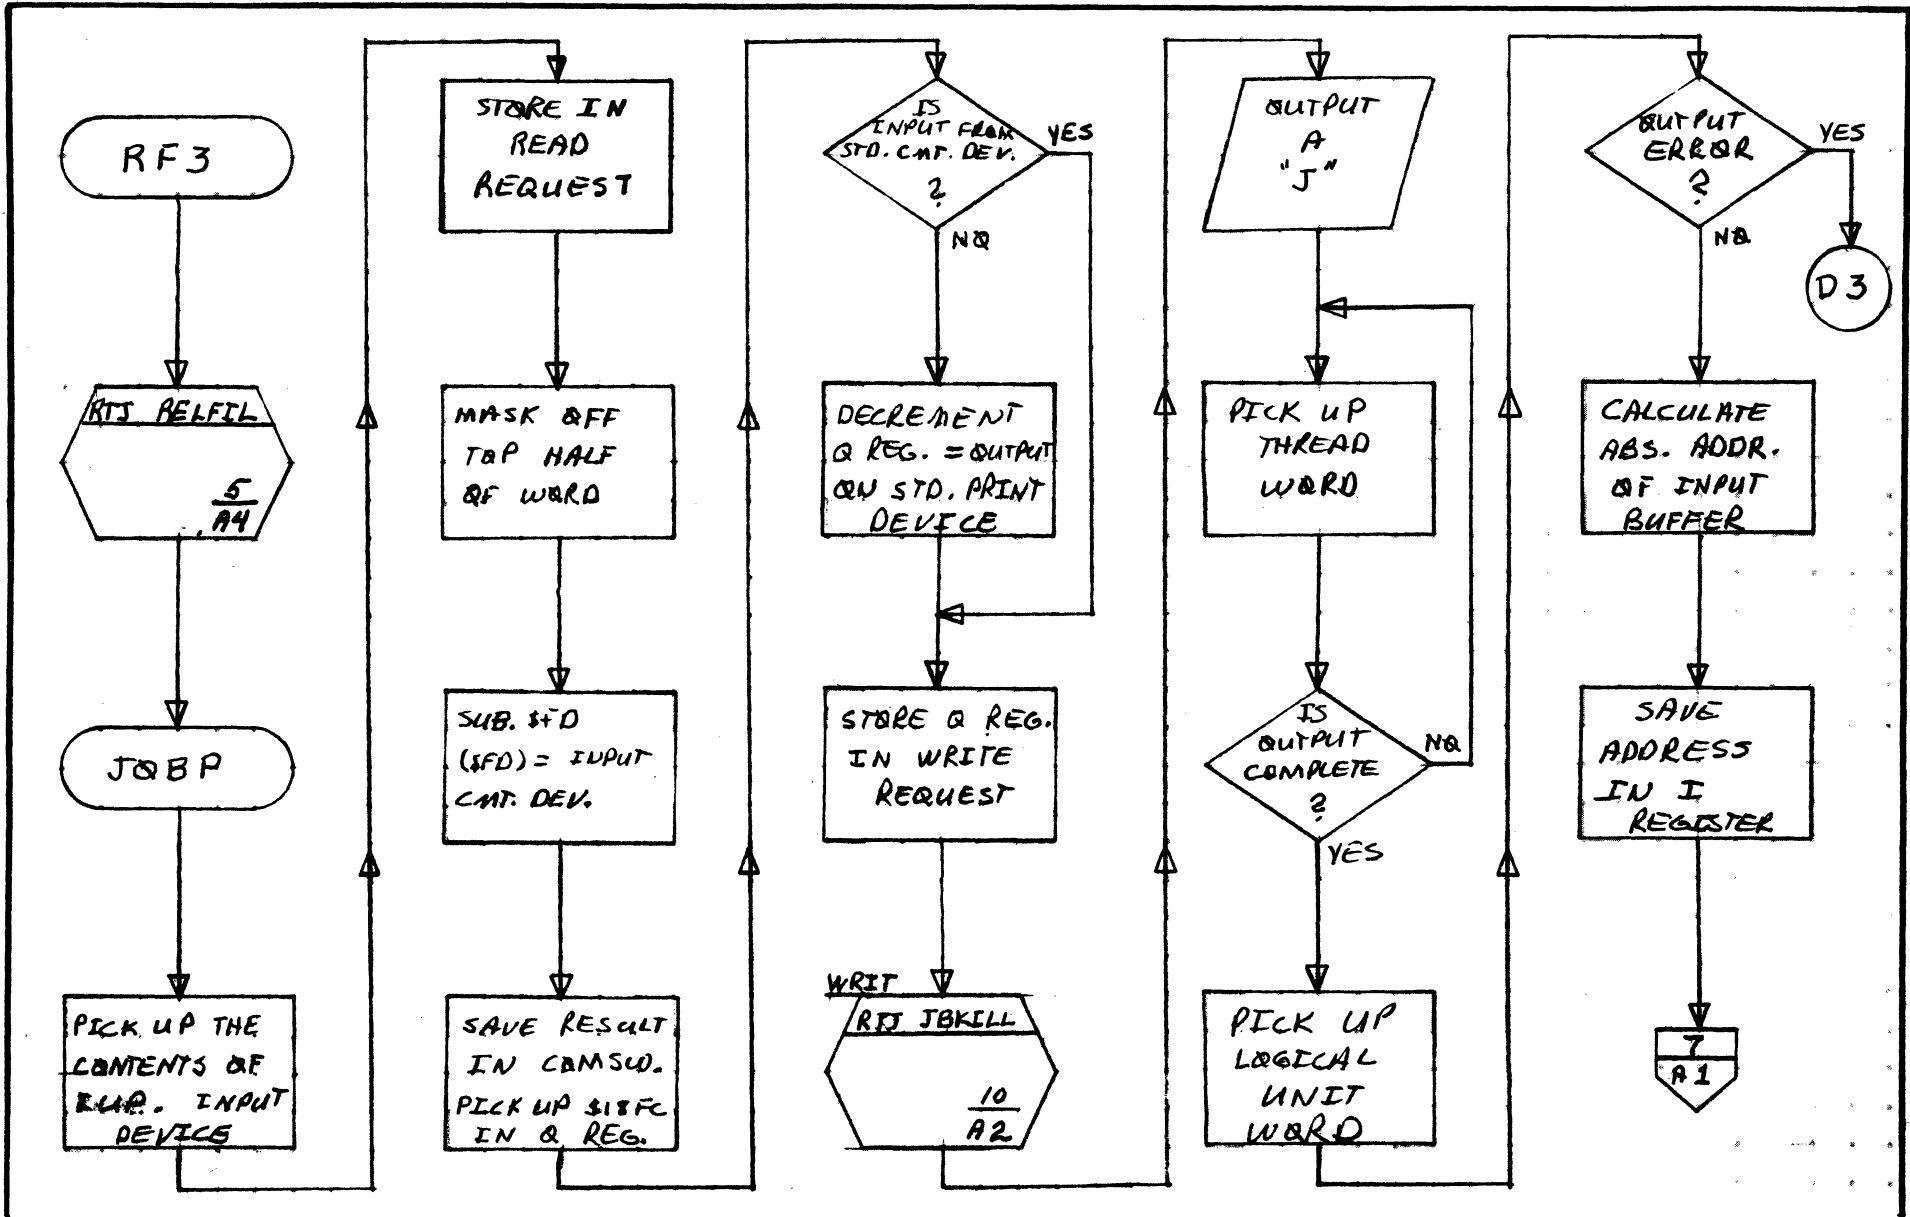 RF3
RTJ RELFIL
5
A4
JOBP
PICK UP THE
CONTENTS OF
INPUT
DEVICE
STORE IN
READ
REQUEST
MASK OFF
TOP HALF
OF WORD
SUB. $FD
($FD) = INPUT
CMT. DEV.
SAVE RESULT
IN COMSW.
PICK UP $18FC
IN Q REG.
IS
INPUT FROM
STD. CMT. DEV.
?
YES
NO
DECREMENT
Q REG. = OUTPUT
ON STD. PRINT
DEVICE
STORE Q REG.
IN WRITE
REQUEST
WRIT
RTJ JBKILL
10
A2
OUTPUT
A
"J"
PICK UP
THREAD
WORD
IS
OUTPUT
COMPLETE
?
NO
YES
PICK UP
LOGICAL
UNIT
WORD
OUTPUT
ERROR
?
YES
NO
D3
CALCULATE
ABS. ADDR.
OF INPUT
BUFFER
SAVE
ADDRESS
IN I
REGISTER
7
A1